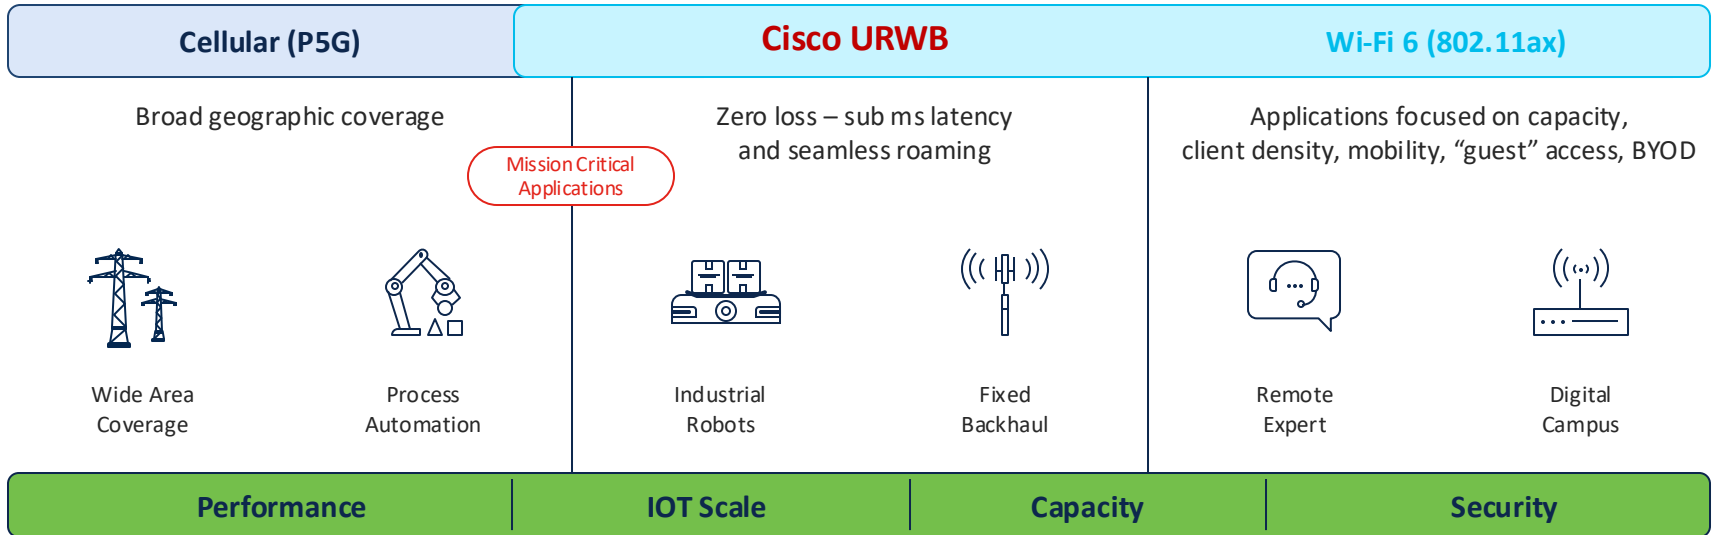 Cellular (P5G)
Cisco URWB
Wi-Fi 6 (802.11ax)
Broad geographic coverage
Zero loss – sub ms latency
and seamless roaming
Applications focused on capacity,
client density, mobility, “guest” access, BYOD
Mission Critical
Applications
Wide Area
Coverage
Process
Automation
Industrial
Robots
Fixed
Backhaul
Remote
Expert
Digital
Campus
Performance
IOT Scale
Capacity
Security